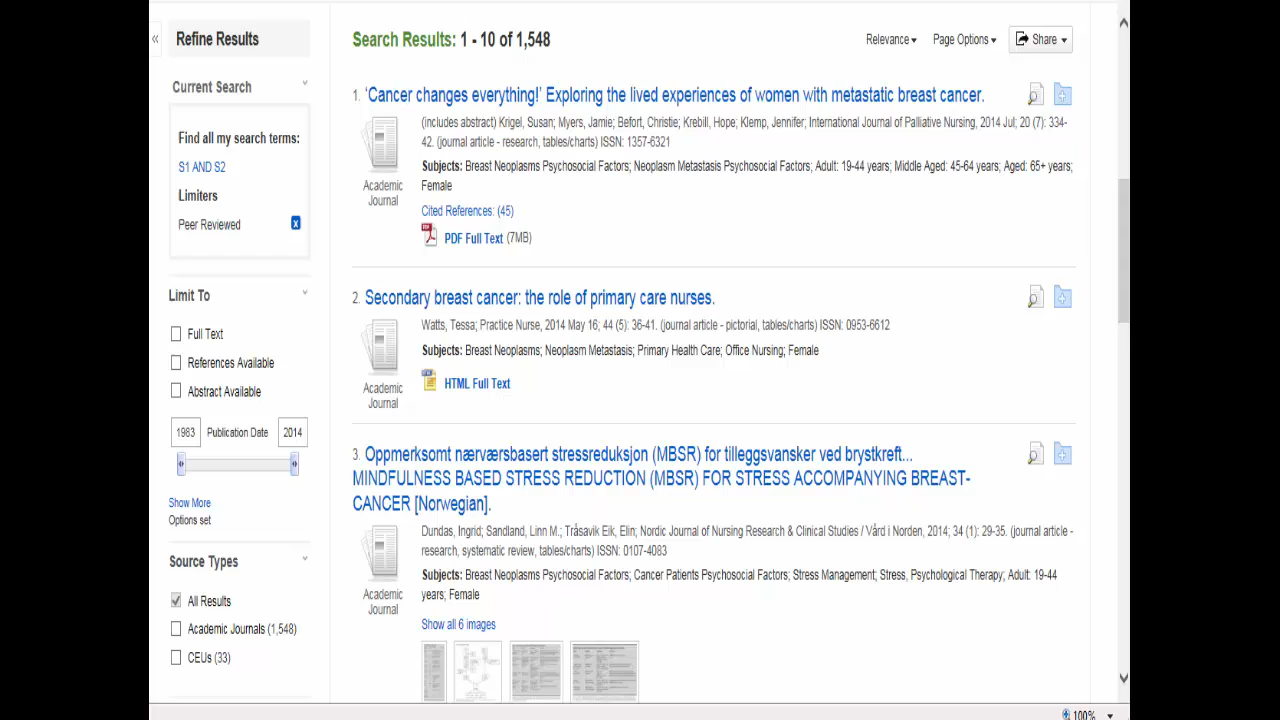 «
Refine Results
Current Search
Find all my search terms:
S1 AND S2
Limiters
Peer Reviewed
Limit To
Full Text
References Available
Abstract Available
1983 Publication Date 2014
Show More
Options set
Source Types
All Results
Academic Journals (1,548)
CEUs (33)
Search Results: 1 - 10 of 1,548
Relevance Page Options Share
1. 'Cancer changes everything!' Exploring the lived experiences of women with metastatic breast cancer.
(includes abstract) Krigel, Susan; Myers, Jamie; Befort, Christie; Krebill, Hope; Klemp, Jennifer; International Journal of Palliative Nursing, 2014 Jul; 20 (7): 334-
42. (journal article - research, tables/charts) ISSN: 1357-6321
Academic
Journal
Subjects: Breast Neoplasms Psychosocial Factors; Neoplasm Metastasis Psychosocial Factors; Adult: 19-44 years; Middle Aged: 45-64 years; Aged: 65+ years;
Female
Cited References: (45)
PDF Full Text (7MB)
2. Secondary breast cancer: the role of primary care nurses.
Watts, Tessa; Practice Nurse, 2014 May 16; 44 (5): 36-41. (journal article - pictorial, tables/charts) ISSN: 0953-6612
Subjects: Breast Neoplasms; Neoplasm Metastasis; Primary Health Care; Office Nursing; Female
Academic
Journal
HTML Full Text
3. Oppmerksomt nærværsbasert stressreduksjon (MBSR) for tilleggsvansker ved brystkreft...
MINDFULNESS BASED STRESS REDUCTION (MBSR) FOR STRESS ACCOMPANYING BREAST-
CANCER [Norwegian].
Dundas, Ingrid; Sandland, Linn M.; Tråsavik Eik, Elin; Nordic Journal of Nursing Research & Clinical Studies / Vård i Norden, 2014; 34 (1): 29-35. (journal article -
research, systematic review, tables/charts) ISSN: 0107-4083
Subjects: Breast Neoplasms Psychosocial Factors; Cancer Patients Psychosocial Factors; Stress Management; Stress, Psychological Therapy; Adult: 19-44
years; Female
Academic
Journal
Show all 6 images
100%